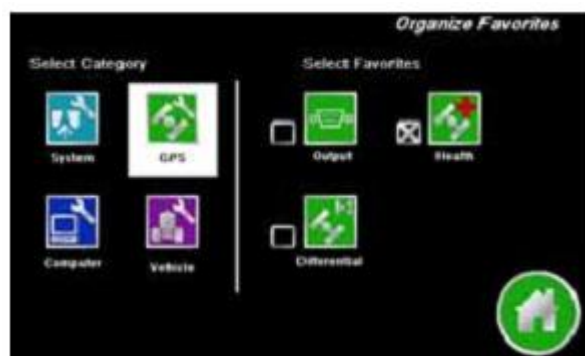 Organize Favorites
Select Category
Select Favorites
System
GPS
Output
Health
Computer
Vehicle
Differential